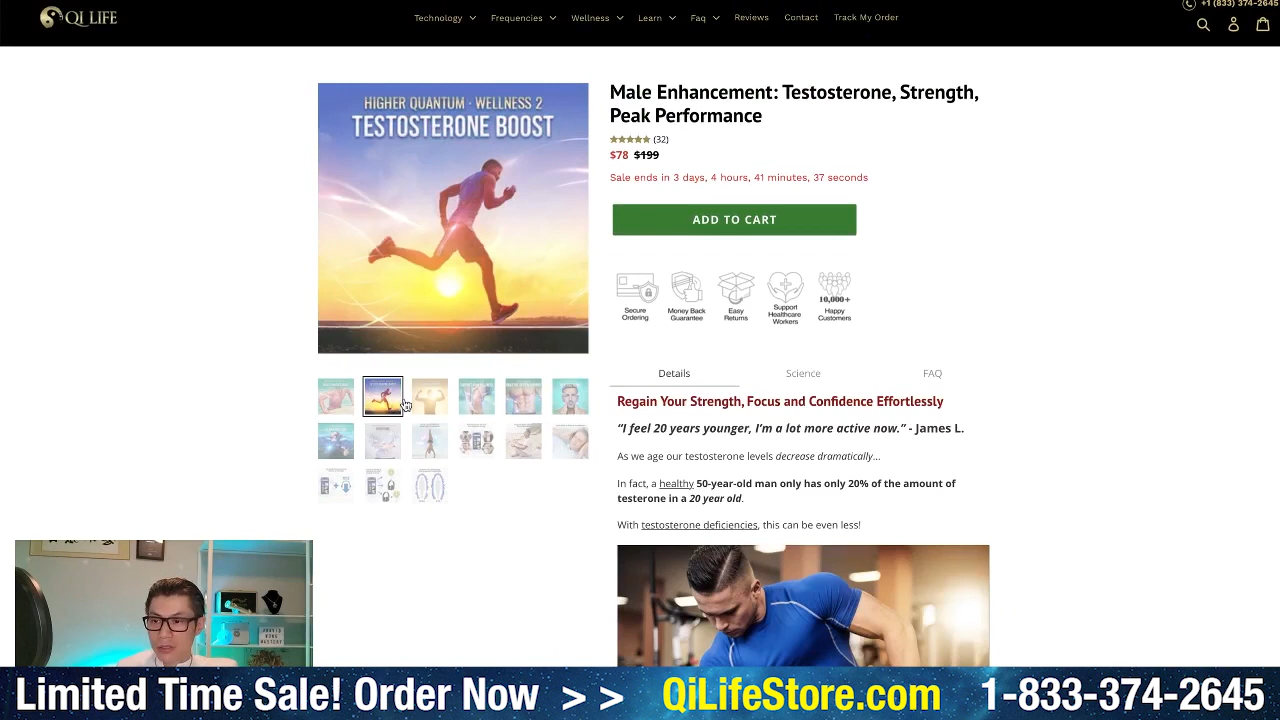 QI LIFE
Technology Frequencies Wellness Learn Faq Reviews Contact Track My Order
+1 (833) 374-2645
HIGHER QUANTUM · WELLNESS 2
TESTOSTERONE BOOST
Male Enhancement: Testosterone, Strength,
Peak Performance
(32)
$78 $199
Sale ends in 3 days, 4 hours, 41 minutes, 37 seconds
ADD TO CART
Secure
Ordering
Money Back
Guarantee
Easy
Returns
Support
Healthcare
Workers
10,000+
Happy
Customers
Details Science FAQ
Regain Your Strength, Focus and Confidence Effortlessly
“I feel 20 years younger, I’m a lot more active now.” - James L.
As we age our testosterone levels decrease dramatically...
In fact, a healthy 50-year-old man only has only 20% of the amount of
testerone in a 20 year old.
With testosterone deficiencies, this can be even less!
Limited Time Sale! Order Now > > QiLifeStore.com 1-833-374-2645